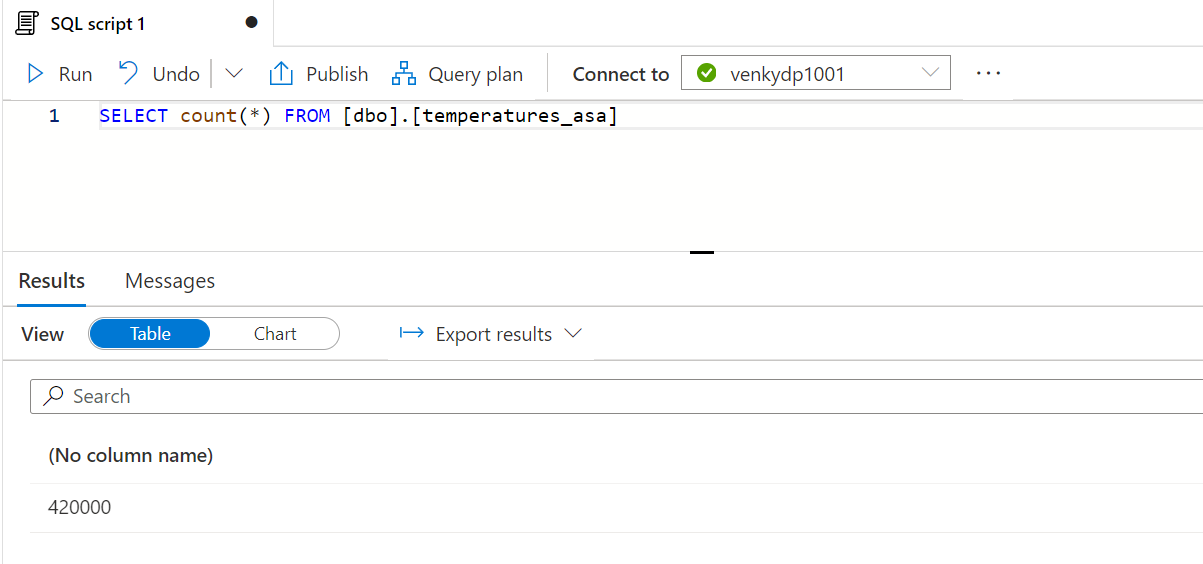 SQL script 1
Run Undo Publish Query plan Connect to venkydp1001
1 SELECT count(*) FROM [dbo].[temperatures_asa]
Results Messages
View Table Chart Export results
Search
(No column name)
420000